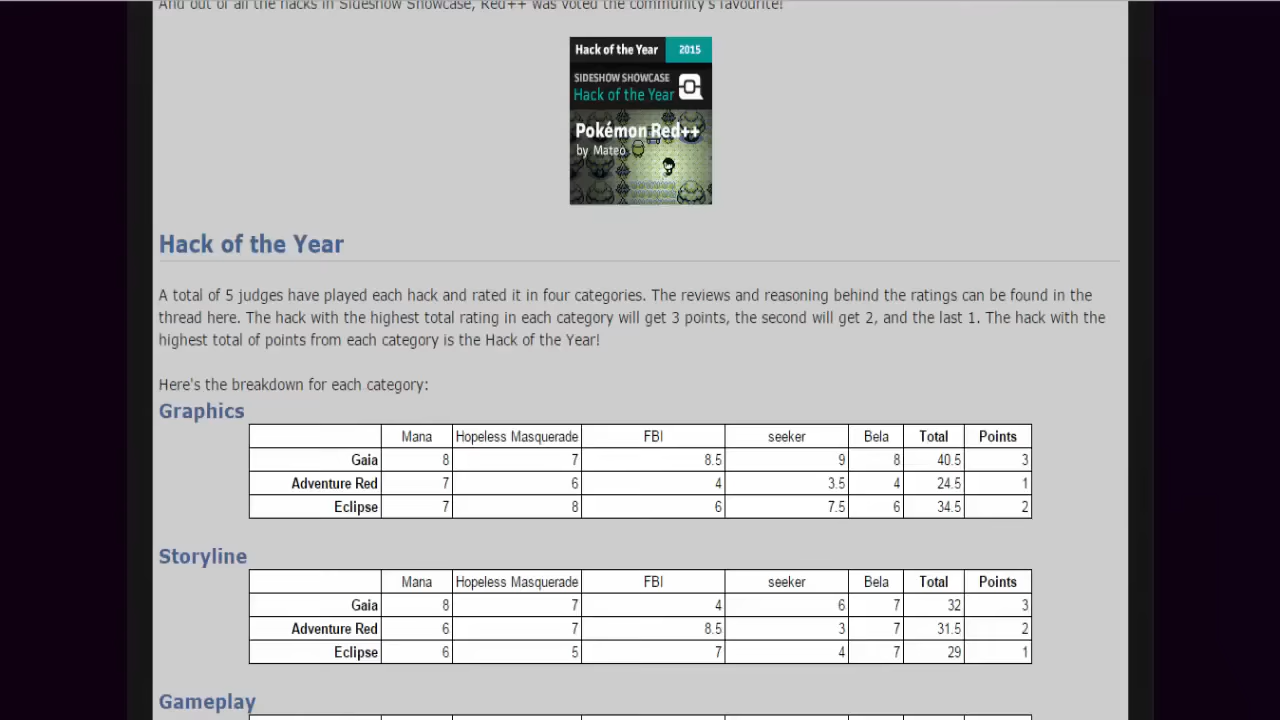 And out of all the hacks in Sideshow Showcase, Red++ was voted the community's favourite!
Hack of the Year 2015
SIDESHOW SHOWCASE
Hack of the Year
Pokémon Red++
by Mateo
Hack of the Year
A total of 5 judges have played each hack and rated it in four categories. The reviews and reasoning behind the ratings can be found in the
thread here. The hack with the highest total rating in each category will get 3 points, the second will get 2, and the last 1. The hack with the
highest total of points from each category is the Hack of the Year!
Here's the breakdown for each category:
Graphics
Mana Hopeless Masquerade FBI seeker Bela Total Points
Gaia 8 7 8.5 9 8 40.5 3
Adventure Red 7 6 4 3.5 4 24.5 1
Eclipse 7 8 6 7.5 6 34.5 2
Storyline
Mana Hopeless Masquerade FBI seeker Bela Total Points
Gaia 8 7 4 6 7 32 3
Adventure Red 6 7 8.5 3 7 31.5 2
Eclipse 6 5 7 4 7 29 1
Gameplay